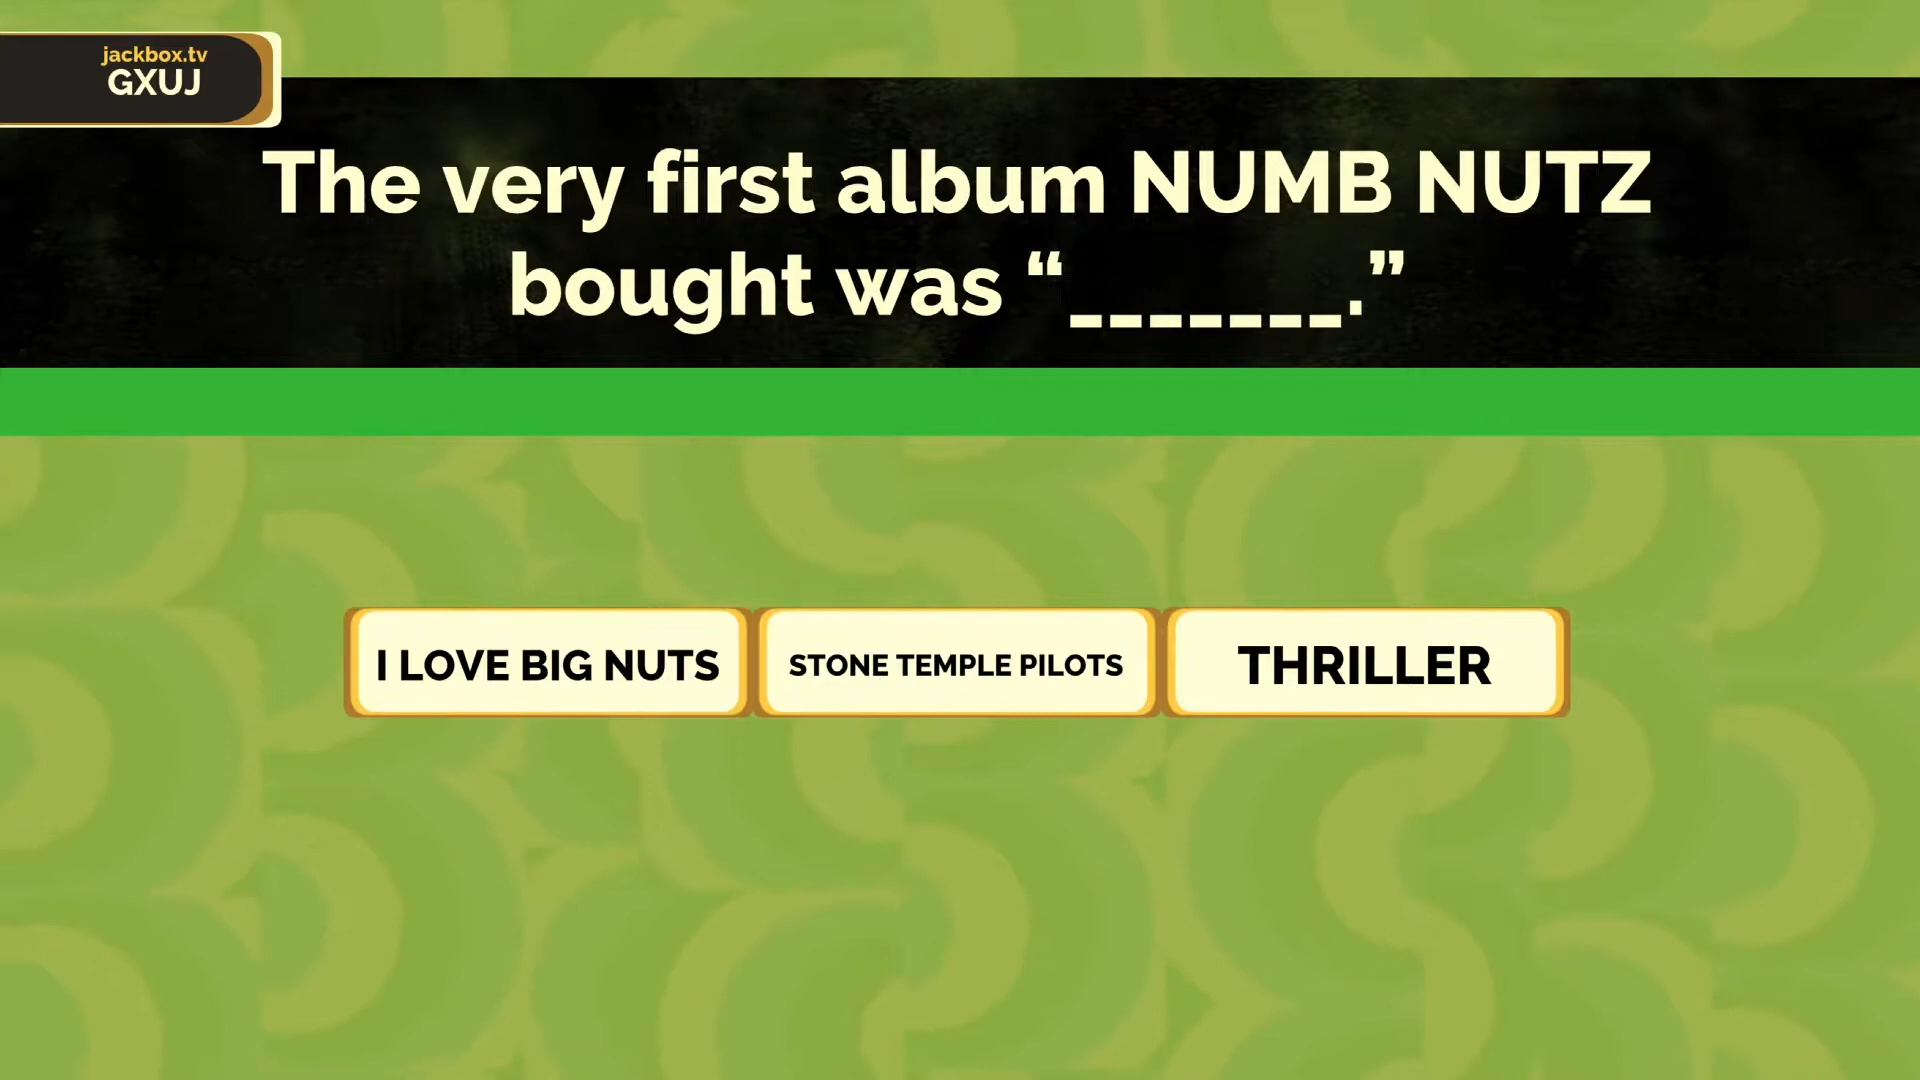 jackbox.tv
GXUJ
The very first album NUMB NUTZ
bought was “_______.”
I LOVE BIG NUTS
STONE TEMPLE PILOTS
THRILLER